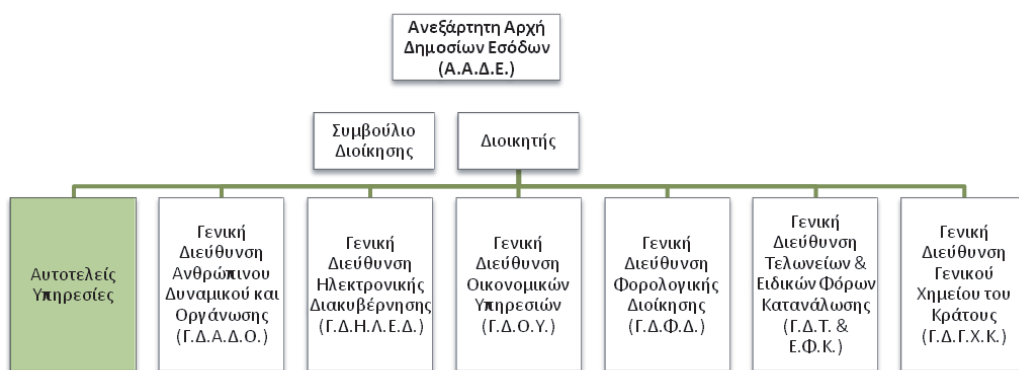 Ανεξάρτητη Αρχή
Δημοσίων Εσόδων
(Α.Α.Δ.Ε.)
Συμβούλιο
Διοίκησης
Διοικητής
Αυτοτελείς
Υπηρεσίες
Γενική
Διεύθυνση
Ανθρώπινου
Δυναμικού και
Οργάνωσης
(Γ.Δ.Α.Δ.Ο.)
Γενική
Διεύθυνση
Ηλεκτρονικής
Διακυβέρνησης
(Γ.Δ.Η.Λ.Ε.Δ.)
Γενική
Διεύθυνση
Οικονομικών
Υπηρεσιών
(Γ.Δ.Ο.Υ.)
Γενική
Διεύθυνση
Φορολογικής
Διοίκησης
(Γ.Δ.Φ.Δ.)
Γενική
Διεύθυνση
Τελωνείων &
Ειδικών Φόρων
Κατανάλωσης
(Γ.Δ.Τ. &
Ε.Φ.Κ.)
Γενική
Διεύθυνση
Γενικού
Χημείου του
Κράτους
(Γ.Δ.Γ.Χ.Κ.)